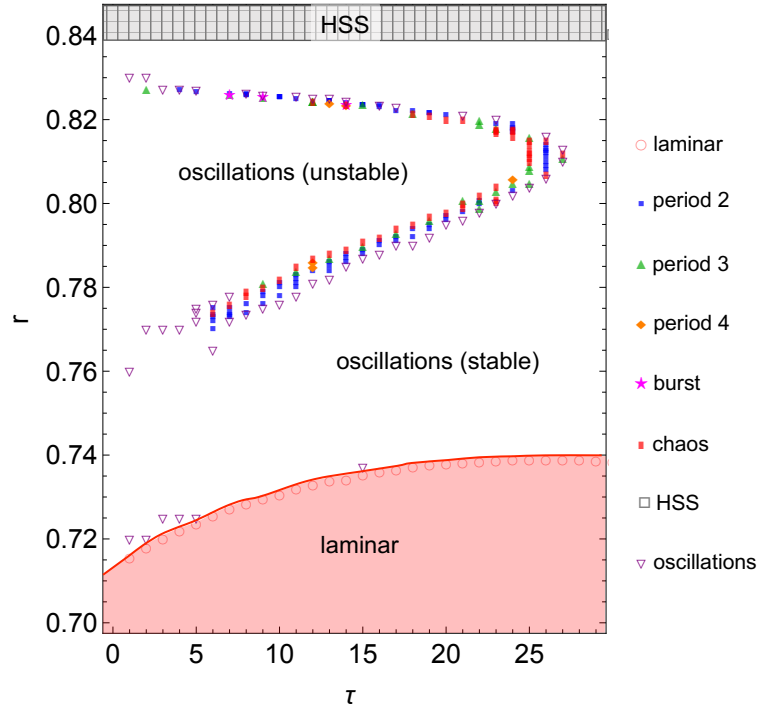 HSS
0.84
0.82
oscillations (unstable)
0.80
0.78
r
oscillations (stable)
0.76
0.74
0.72
laminar
0.70
0 5 10 15 20 25
τ
laminar
period 2
period 3
period 4
burst
chaos
HSS
oscillations